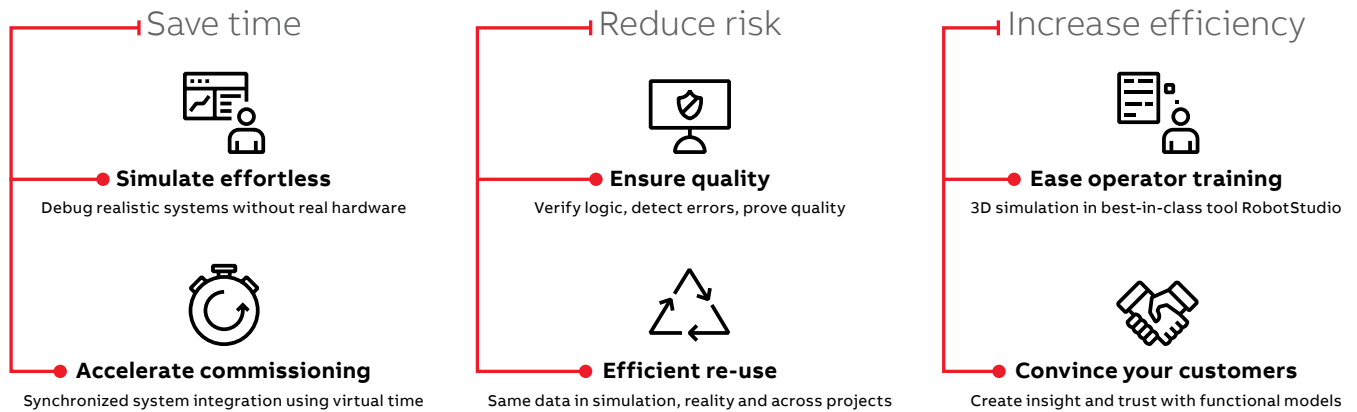 Save time
Simulate effortless
Debug realistic systems without real hardware
Accelerate commissioning
Synchronized system integration using virtual time
Reduce risk
Ensure quality
Verify logic, detect errors, prove quality
Efficient re-use
Same data in simulation, reality and across projects
Increase efficiency
Ease operator training
3D simulation in best-in-class tool RobotStudio
Convince your customers
Create insight and trust with functional models